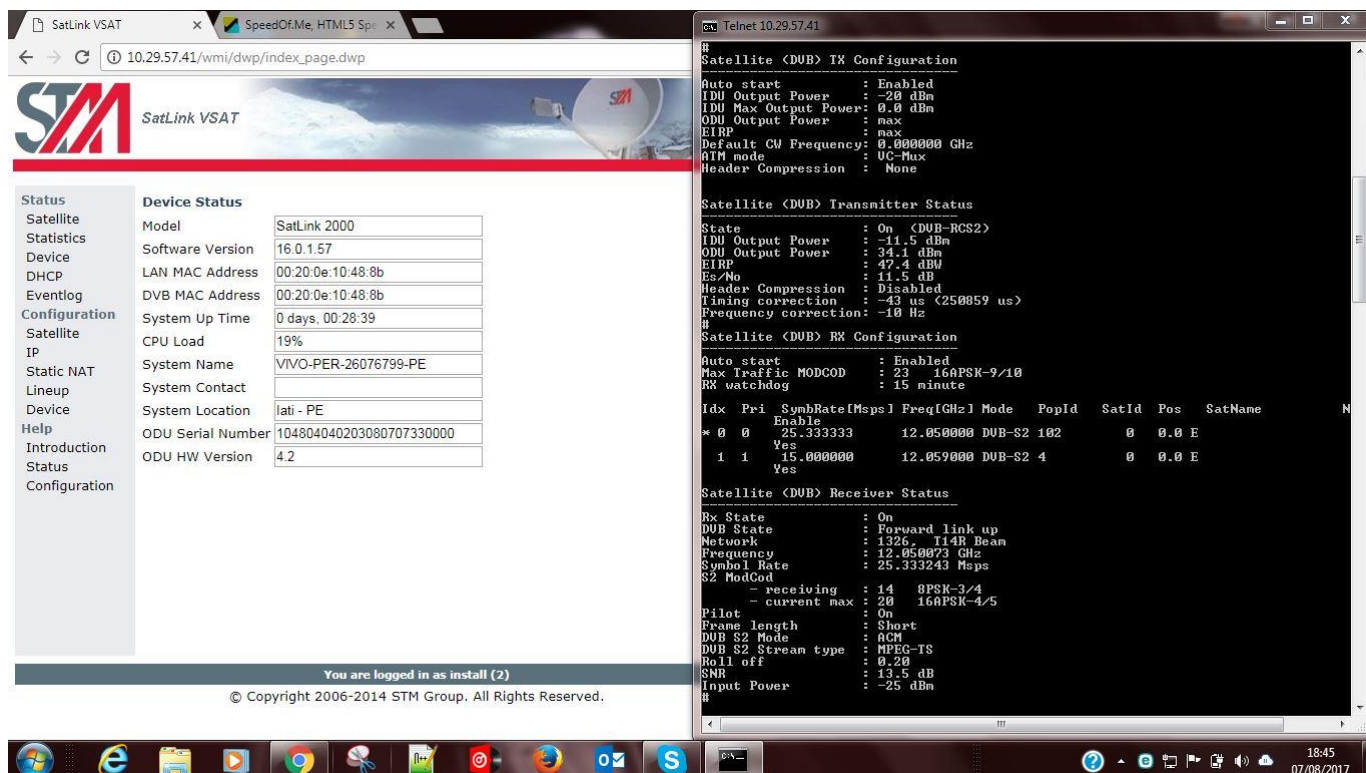 SatLink VSAT
SpeedOf.Me, HTML5 Spe
10.29.57.41/wmi/dwp/index_page.dwp
STM
SatLink VSAT
STM
Status
Satellite
Statistics
Device
DHCP
Eventlog
Configuration
Satellite
IP
Static NAT
Lineup
Device
Help
Introduction
Status
Configuration
Device Status
Model SatLink 2000
Software Version 16.0.1.57
LAN MAC Address 00:20:0e:10:48:8b
DVB MAC Address 00:20:0e:10:48:8b
System Up Time 0 days, 00:28:39
CPU Load 19%
System Name VIVO-PER-26076799-PE
System Contact
System Location Iati - PE
ODU Serial Number 104804040203080707330000
ODU HW Version 4.2
You are logged in as install (2)
© Copyright 2006-2014 STM Group. All Rights Reserved.
Telnet 10.29.57.41
#
Satellite (DVB) TX Configuration
Auto start : Enabled
IDU Output Power : -20 dBm
IDU Max Output Power: 0.0 dBm
ODU Output Power : max
EIRP : max
Default CW Frequency: 0.000000 GHz
ATM mode : VC-Mux
Header Compression : None
Satellite (DVB) Transmitter Status
State : On (DVB-RCS2)
IDU Output Power : -11.5 dBm
ODU Output Power : 34.1 dBm
EIRP : 47.4 dBW
Es/No : 11.5 dB
Header Compression : Disabled
Timing correction : -43 us (250859 us)
Frequency correction: -10 Hz
#
Satellite (DVB) RX Configuration
Auto start : Enabled
Max Traffic MODCOD : 23 16APSK-9/10
RX watchdog : 15 minute
Idx Pri SymbRate[Msps] Freq[GHz] Mode PopId SatId Pos SatName N
Enable
* 0 0 25.333333 12.050000 DVB-S2 102 0 0.0 E
Yes
1 1 15.000000 12.059000 DVB-S2 4 0 0.0 E
Yes
Satellite (DVB) Receiver Status
Rx State : On
DVB State : Forward link up
Network : 1326, T14R Beam
Frequency : 12.050073 GHz
Symbol Rate : 25.333243 Msps
S2 ModCod
- receiving : 14 8PSK-3/4
- current max : 20 16APSK-4/5
Pilot : On
Frame length : Short
DVB S2 Mode : ACM
DVB S2 Stream type : MPEG-TS
Roll off : 0.20
SNR : 13.5 dB
Input Power : -25 dBm
#
18:45
07/08/2017